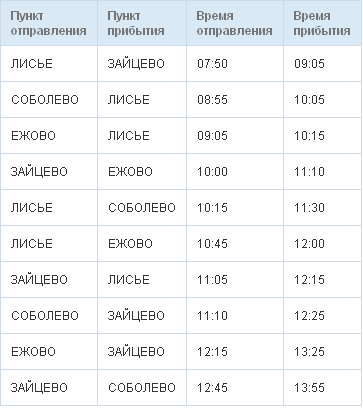 Пункт отправления Пункт прибытия Время отправления Время прибытия
ЛИСЬЕ ЗАЙЦЕВО 07:50 09:05
СОБОЛЕВО ЛИСЬЕ 08:55 10:05
ЕЖОВО ЛИСЬЕ 09:05 10:15
ЗАЙЦЕВО ЕЖОВО 10:00 11:10
ЛИСЬЕ СОБОЛЕВО 10:15 11:30
ЛИСЬЕ ЕЖОВО 10:45 12:00
ЗАЙЦЕВО ЛИСЬЕ 11:05 12:15
СОБОЛЕВО ЗАЙЦЕВО 11:10 12:25
ЕЖОВО ЗАЙЦЕВО 12:15 13:25
ЗАЙЦЕВО СОБОЛЕВО 12:45 13:55